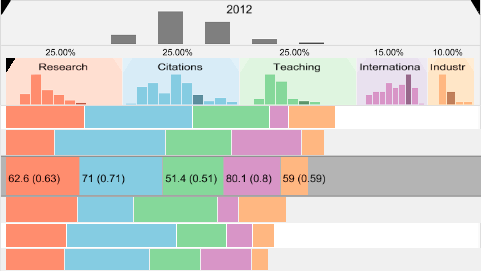 2012
25.00% 25.00% 25.00% 15.00% 10.00%
Research Citations Teaching Internationa Industr
62.6 (0.63) 71 (0.71) 51.4 (0.51) 80.1 (0.8) 59 (0.59)